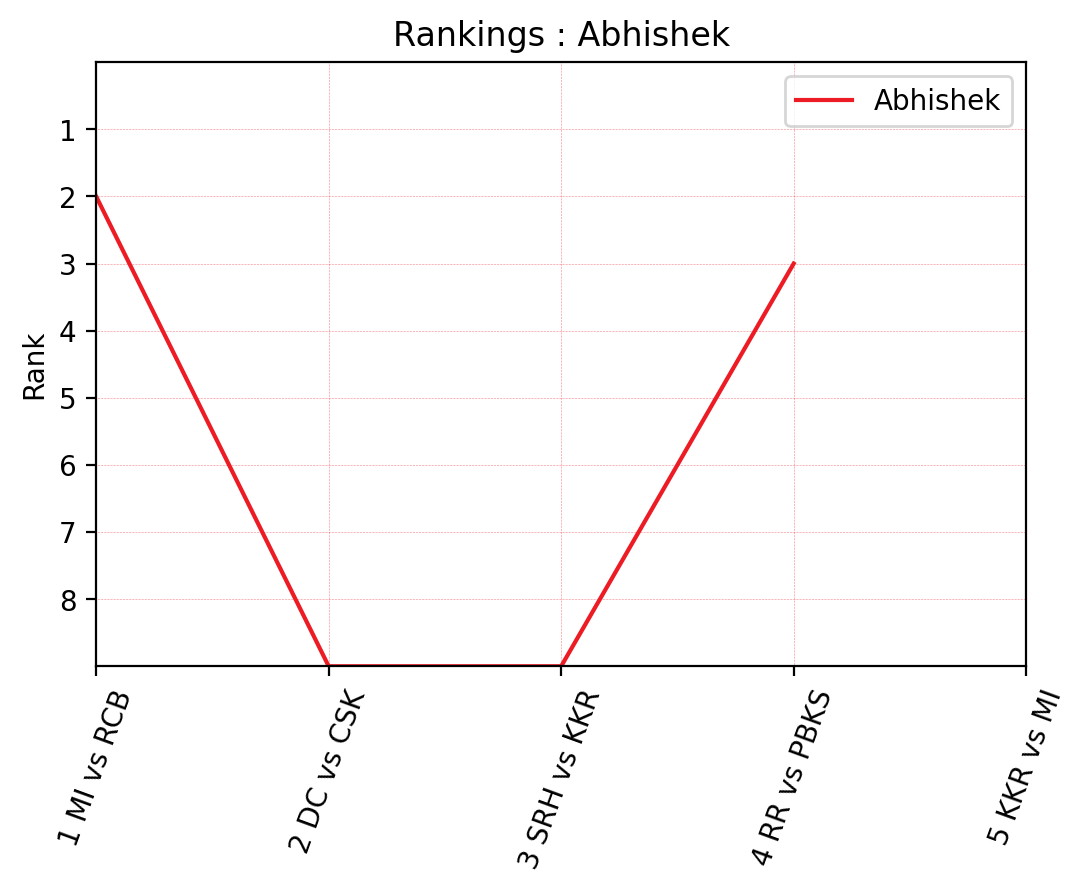 Rankings : Abhishek
Abhishek
Rank
1
2
3
4
5
6
7
8
1 MI vs RCB
2 DC vs CSK
3 SRH vs KKR
4 RR vs PBKS
5 KKR vs MI